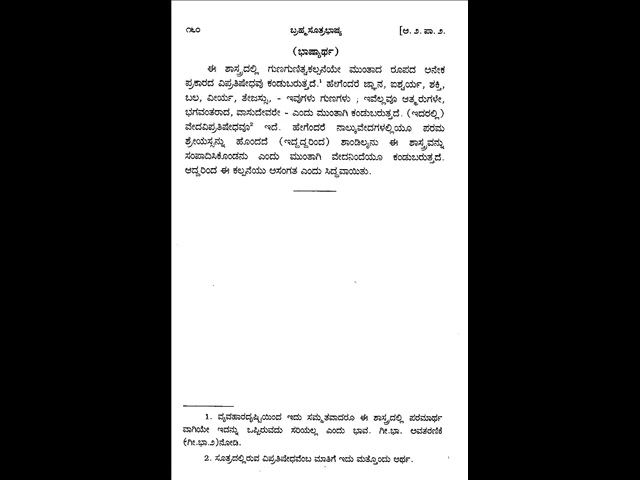 ೧೬೦ ಬ್ರಹ್ಮಸೂತ್ರಭಾಷ್ಯ [ಅ. ೨. ಪಾ. ೨.
(ಭಾಷ್ಯಾರ್ಥ)
ಈ ಶಾಸ್ತ್ರದಲ್ಲಿ ಗುಣಗುಣಿತ್ವಕಲ್ಪನೆಯೇ ಮುಂತಾದ ರೂಪದ ಅನೇಕ
ಪ್ರಕಾರದ ವಿಪ್ರತಿಷೇಧವು ಕಂಡುಬರುತ್ತದೆ.¹ ಹೇಗೆಂದರೆ ಜ್ಞಾನ, ಐಶ್ವರ್ಯ, ಶಕ್ತಿ,
ಬಲ, ವೀರ್ಯ, ತೇಜಸ್ಸು, - ಇವುಗಳು ಗುಣಗಳು ; ಇವೆಲ್ಲವೂ ಆತ್ಮರುಗಳೇ,
ಭಗವಂತರಾದ, ವಾಸುದೇವರೇ – ಎಂದು ಮುಂತಾಗಿ ಕಂಡುಬರುತ್ತದೆ. (ಇದರಲ್ಲಿ)
ವೇದವಿಪ್ರತಿಷೇಧವೂ² ಇದೆ. ಹೇಗೆಂದರೆ ನಾಲ್ಕುವೇದಗಳಲ್ಲಿಯೂ ಪರಮ
ಶ್ರೇಯಸ್ಸನ್ನು ಹೊಂದದೆ (ಇದ್ದದ್ದರಿಂದ) ಶಾಂಡಿಲ್ಯನು ಈ ಶಾಸ್ತ್ರವನ್ನು
ಸಂಪಾದಿಸಿಕೊಂಡನು ಎಂದು ಮುಂತಾಗಿ ವೇದನಿಂದೆಯೂ ಕಂಡುಬರುತ್ತದೆ.
ಆದ್ದರಿಂದ ಈ ಕಲ್ಪನೆಯು ಅಸಂಗತ ಎಂದು ಸಿದ್ಧವಾಯಿತು.
1. ವ್ಯವಹಾರದೃಷ್ಟಿಯಿಂದ ಇದು ಸಮ್ಮತವಾದರೂ ಈ ಶಾಸ್ತ್ರದಲ್ಲಿ ಪರಮಾರ್ಥ
ವಾಗಿಯೇ ಇದನ್ನು ಒಪ್ಪಿರುವದು ಸರಿಯಲ್ಲ ಎಂದು ಭಾವ. ಗೀ.ಭಾ. ಅವತರಣಿಕೆ
(ಗೀ.ಭಾ.೨)ನೋಡಿ.
2. ಸೂತ್ರದಲ್ಲಿರುವ ವಿಪ್ರತಿಷೇಧವೆಂಬ ಮಾತಿಗೆ ಇದು ಮತ್ತೊಂದು ಅರ್ಥ.